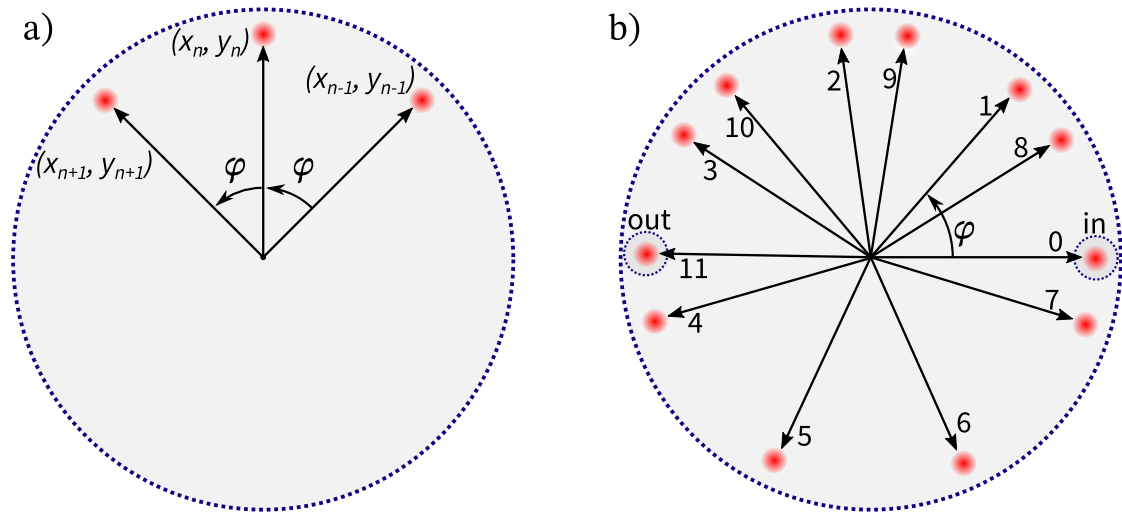 a)
(xₙ, yₙ)
(xₙ₋₁, yₙ₋₁)
(xₙ₊₁, yₙ₊₁)
φ φ
b)
2 9
1
10
8
3
φ
out in
0
11
7
4
5 6